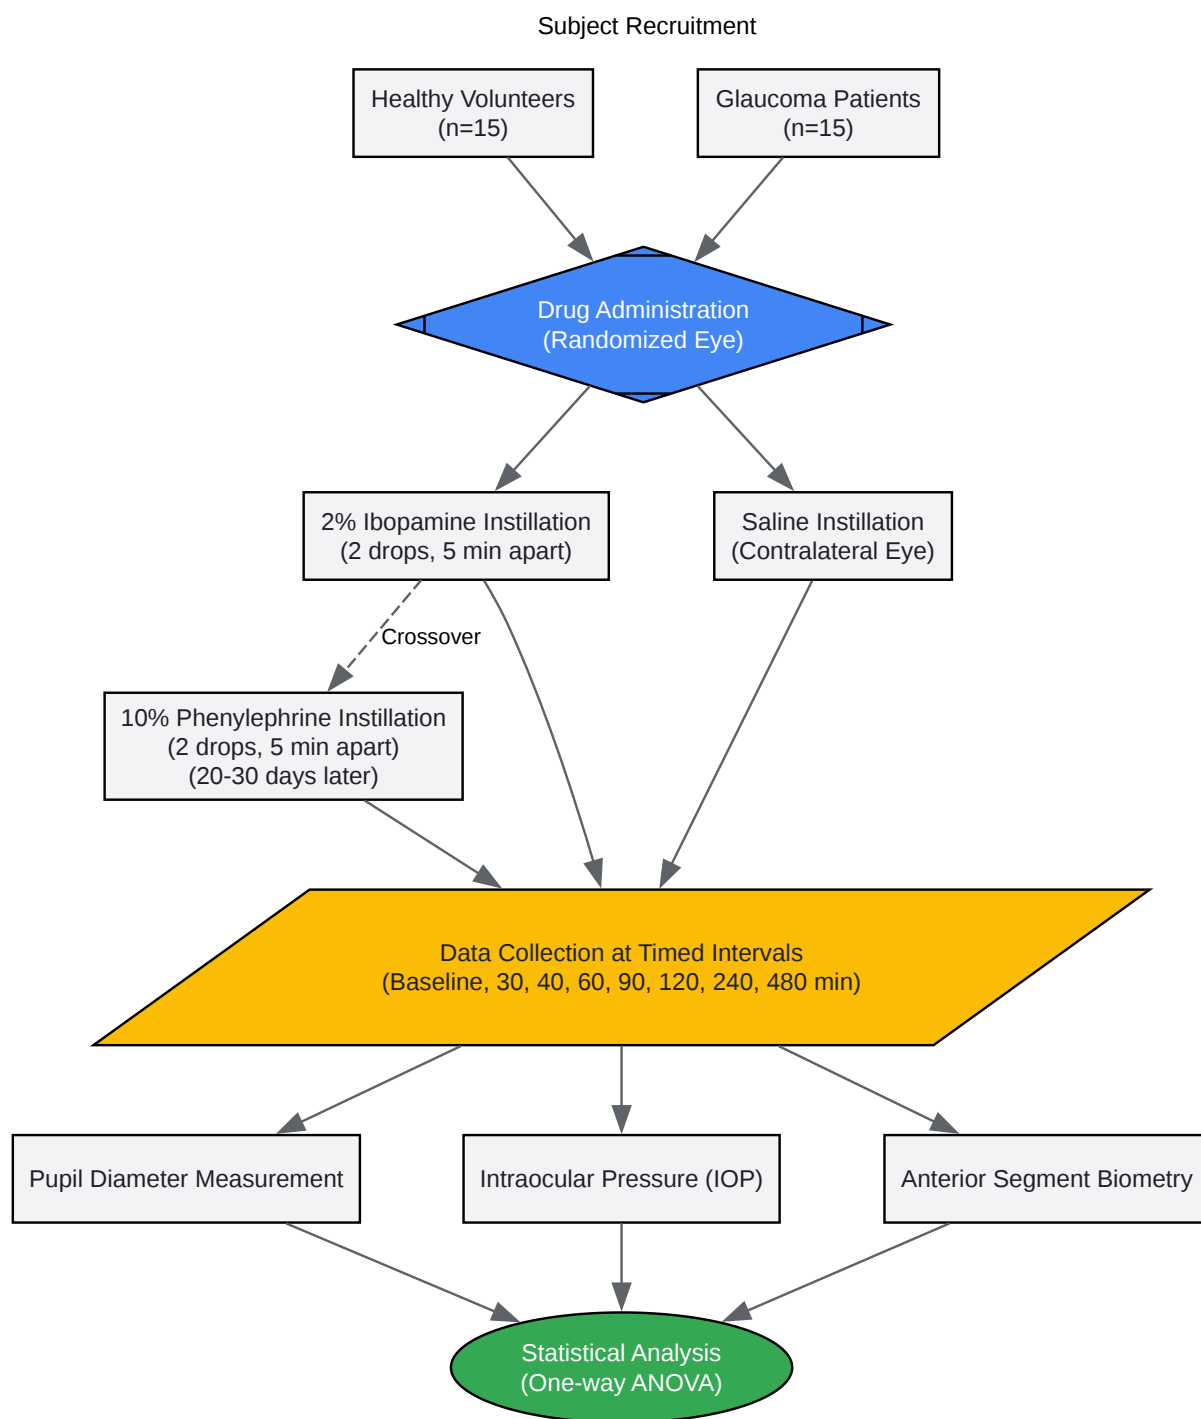 Subject Recruitment
Healthy Volunteers
(n=15)
Glaucoma Patients
(n=15)
Drug Administration
(Randomized Eye)
2% Ibopamine Instillation
(2 drops, 5 min apart)
Saline Instillation
(Contralateral Eye)
Crossover
10% Phenylephrine Instillation
(2 drops, 5 min apart)
(20-30 days later)
Data Collection at Timed Intervals
(Baseline, 30, 40, 60, 90, 120, 240, 480 min)
Pupil Diameter Measurement
Intraocular Pressure (IOP)
Anterior Segment Biometry
Statistical Analysis
(One-way ANOVA)